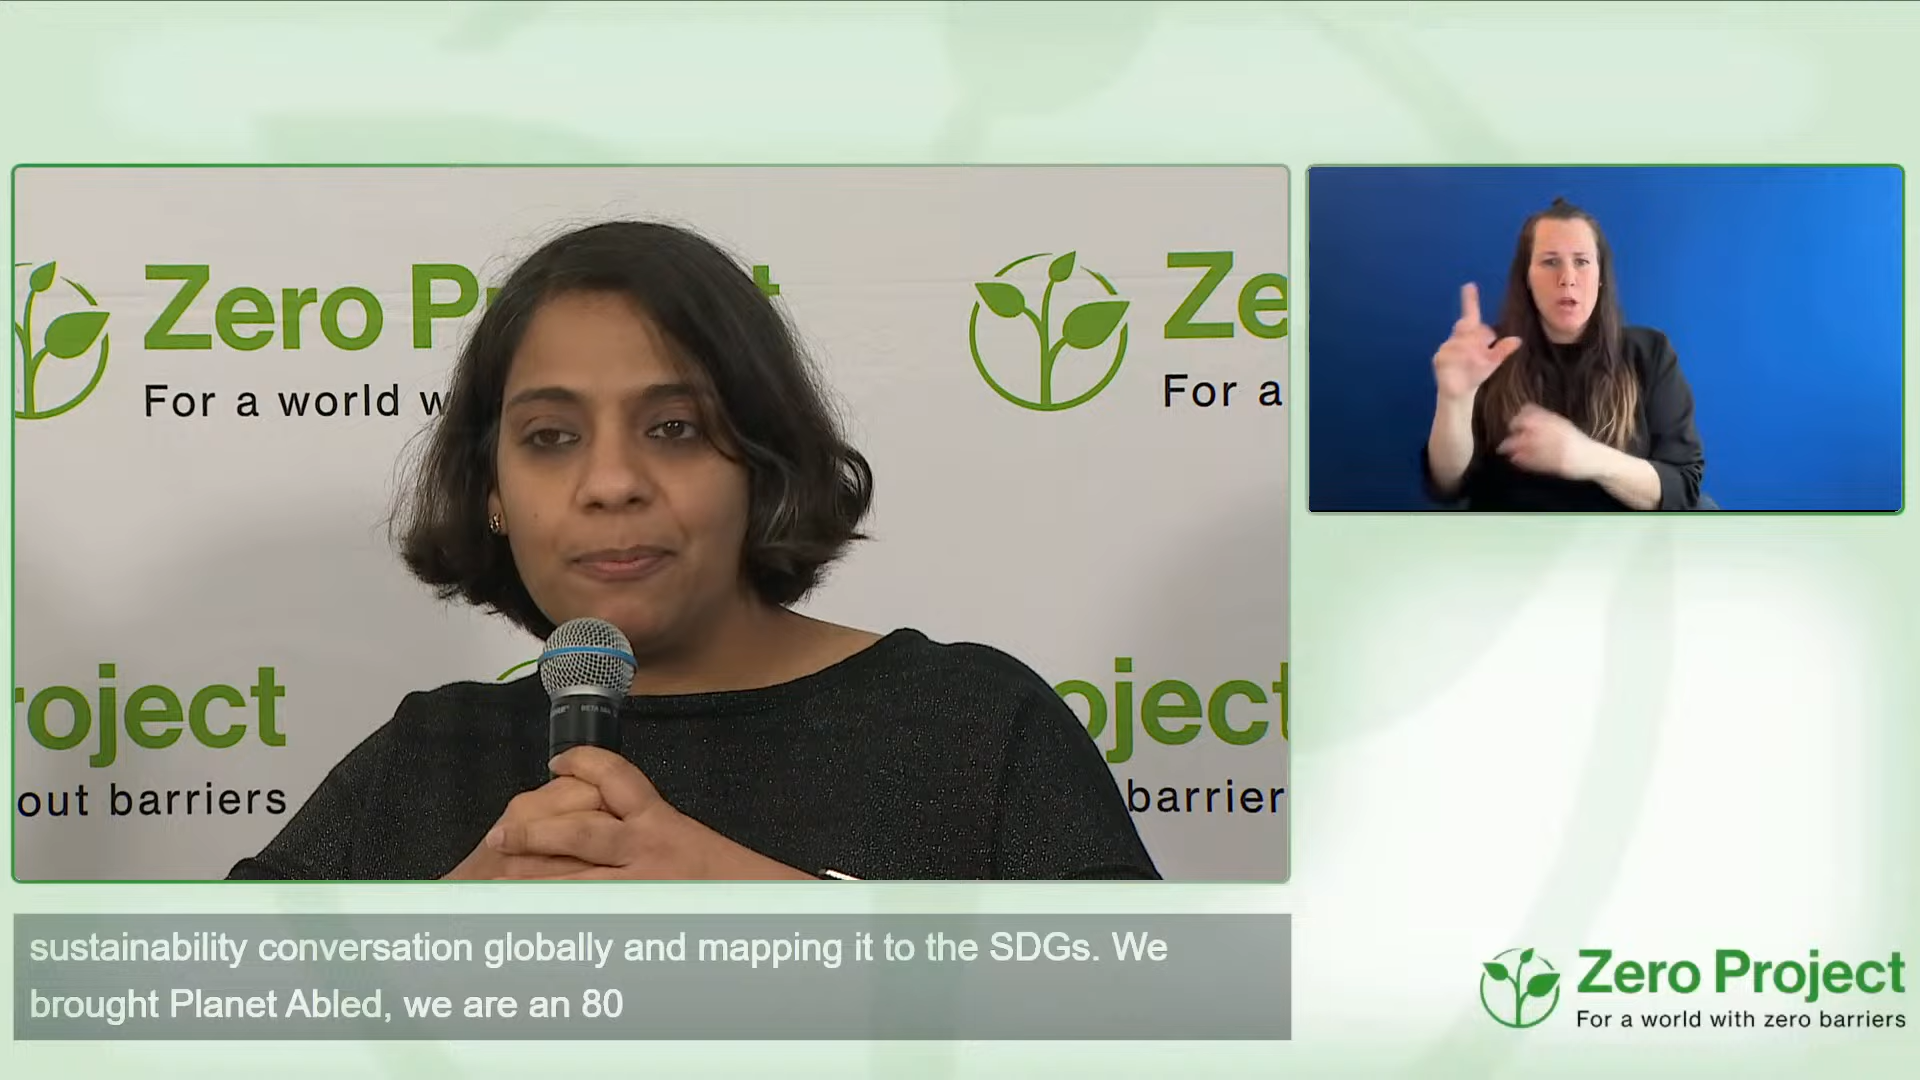 Zero P
For a world w
Ze
For a
roject
out barriers
oject
barrier
sustainability conversation globally and mapping it to the SDGs. We
brought Planet Abled, we are an 80
Zero Project
For a world with zero barriers